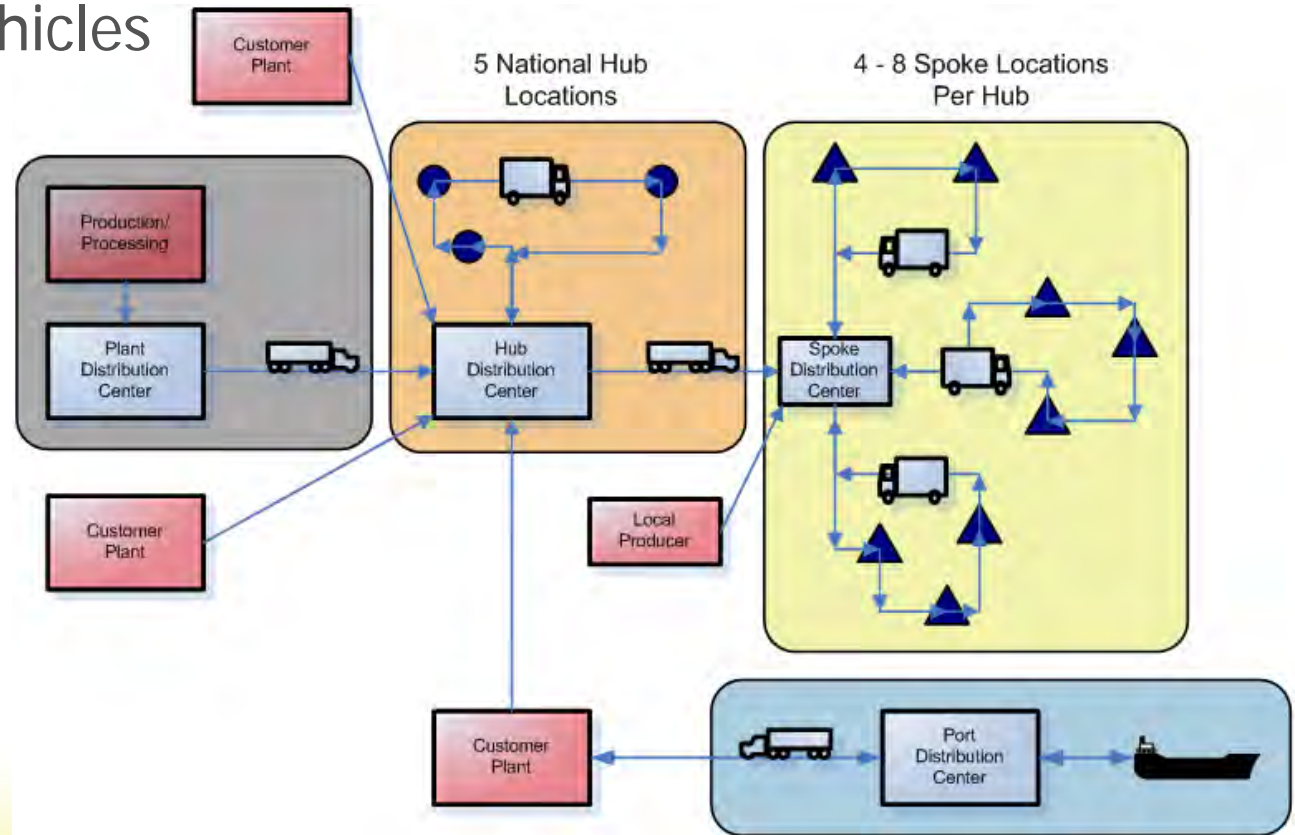 hicles
Customer
Plant
5 National Hub
Locations
4 - 8 Spoke Locations
Per Hub
Production/
Processing
Plant
Distribution
Center
Hub
Distribution
Center
Spoke
Distribution
Center
Customer
Plant
Local
Producer
Customer
Plant
Port
Distribution
Center